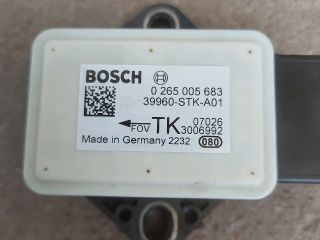 BOSCH
0 265 005 683
39960-STK-A01
FOV TK 07026
3006992
Made in Germany 2232 080